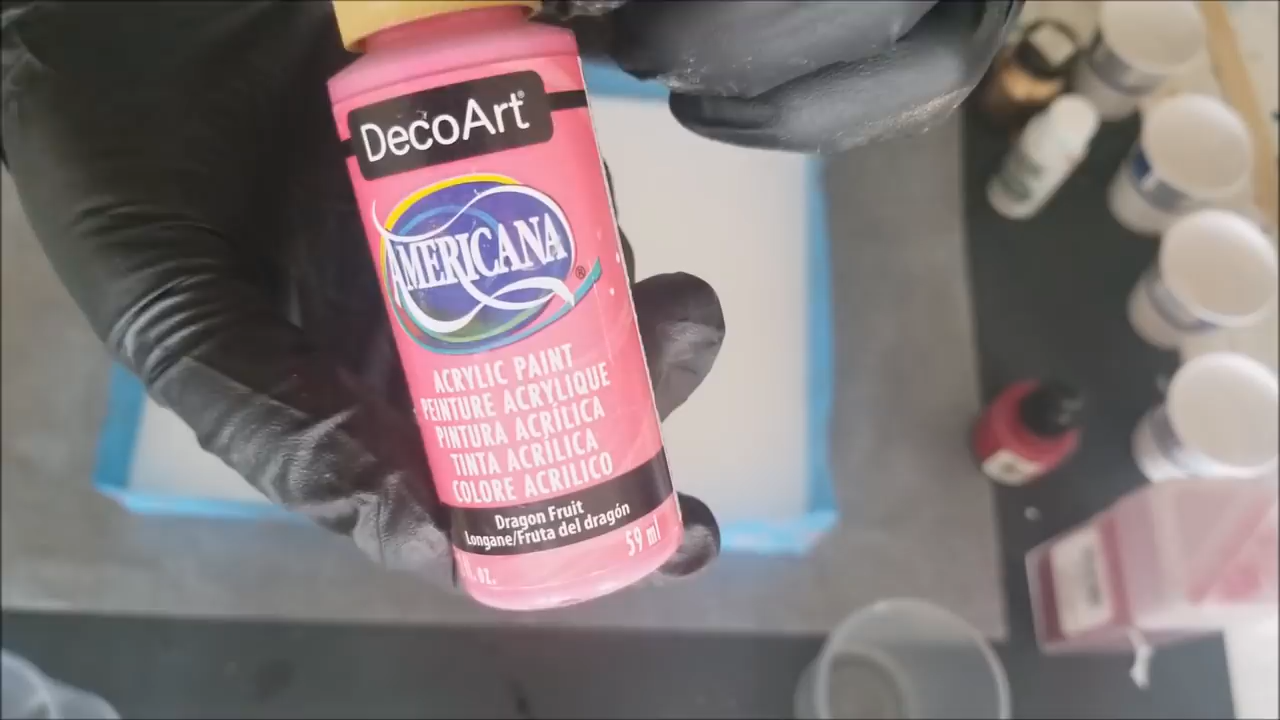 DecoArt®
AMERICANA®
ACRYLIC PAINT
PEINTURE ACRYLIQUE
PINTURA ACRÍLICA
TINTA ACRÍLICA
COLORE ACRILICO
Dragon Fruit
Longane/Fruta del dragón
59 ml
oz.